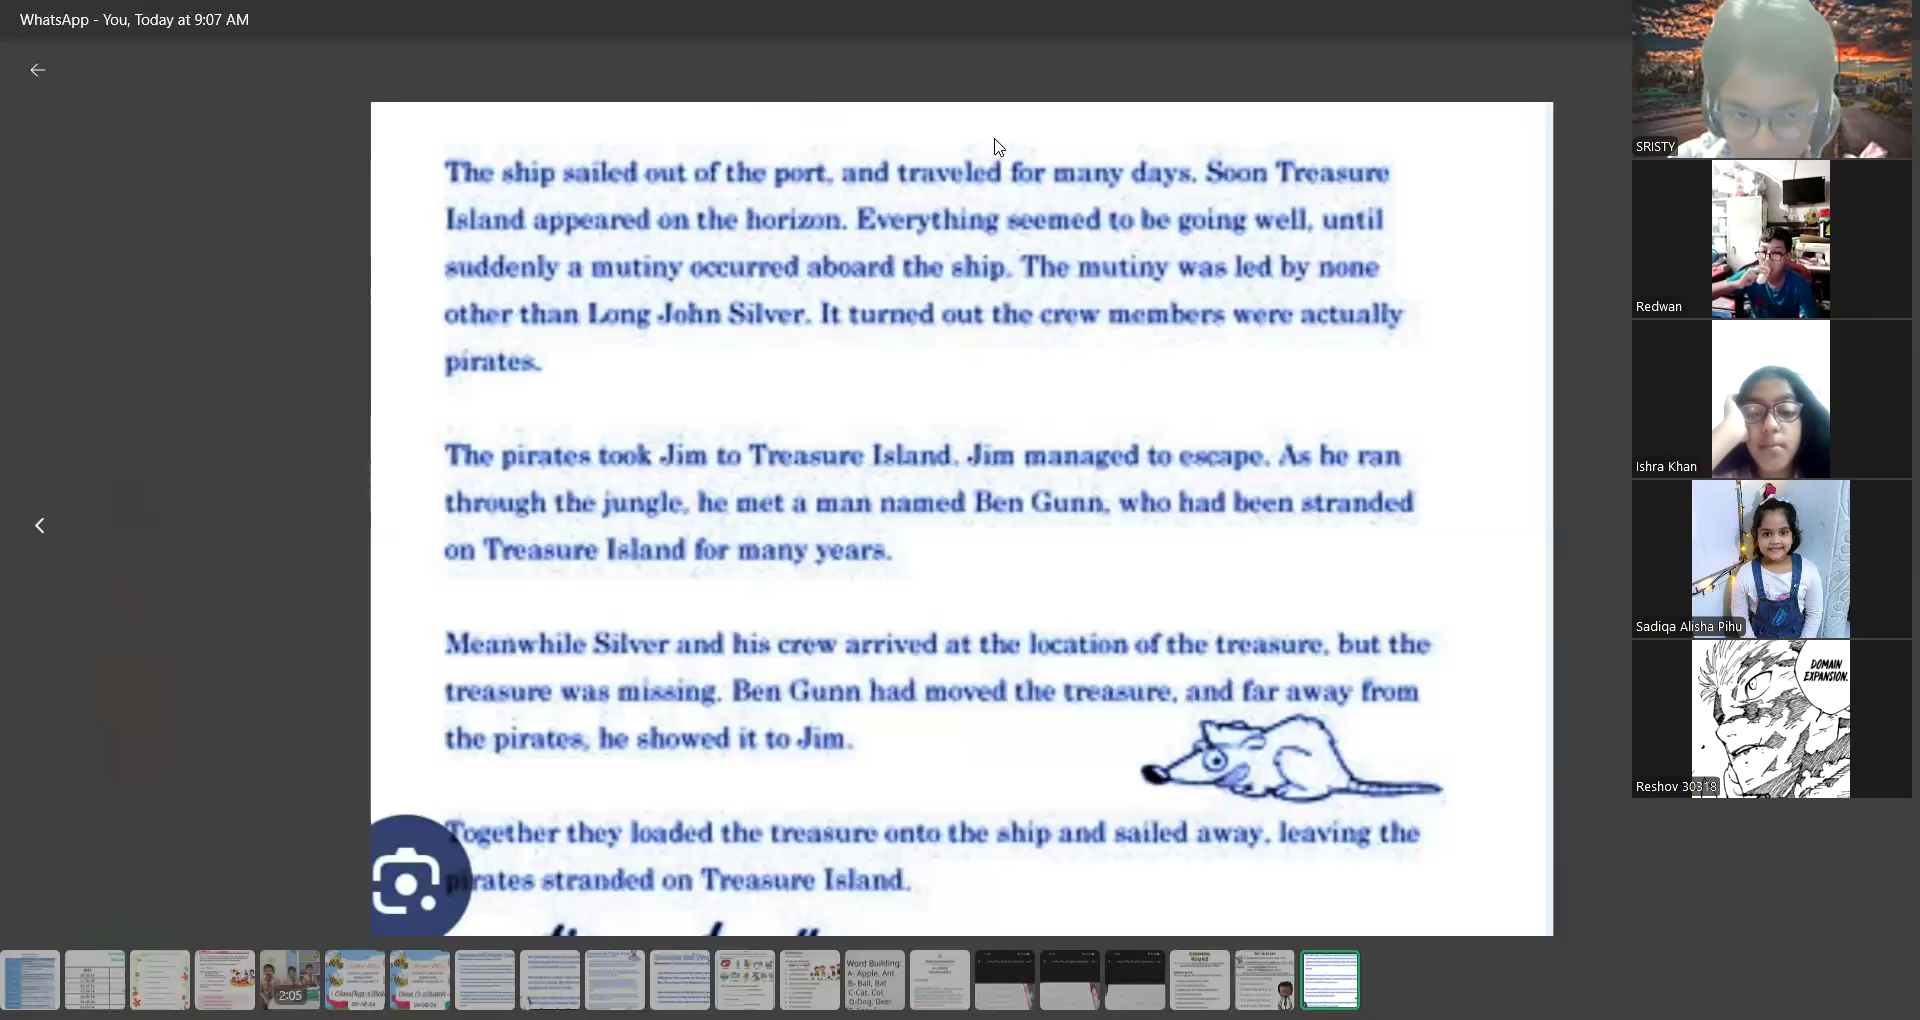 WhatsApp - You, Today at 9:07 AM
The ship sailed out of the port, and traveled for many days. Soon Treasure
Island appeared on the horizon. Everything seemed to be going well, until
suddenly a mutiny occurred aboard the ship. The mutiny was led by none
other than Long John Silver. It turned out the crew members were actually
pirates.
The pirates took Jim to Treasure Island. Jim managed to escape. As he ran
through the jungle, he met a man named Ben Gunn, who had been stranded
on Treasure Island for many years.
Meanwhile Silver and his crew arrived at the location of the treasure, but the
treasure was missing. Ben Gunn had moved the treasure, and far away from
the pirates, he showed it to Jim.
Together they loaded the treasure onto the ship and sailed away, leaving the
pirates stranded on Treasure Island.
SRISTY
Redwan
Ishra Khan
Sadiqa Alisha Pihu
DOMAIN
EXPANSION.
Reshov 30318
2:05
Word Building:
A- Apple, Ant
B- Ball, Bat
C- Cat, Cot
D-Dog, Deer